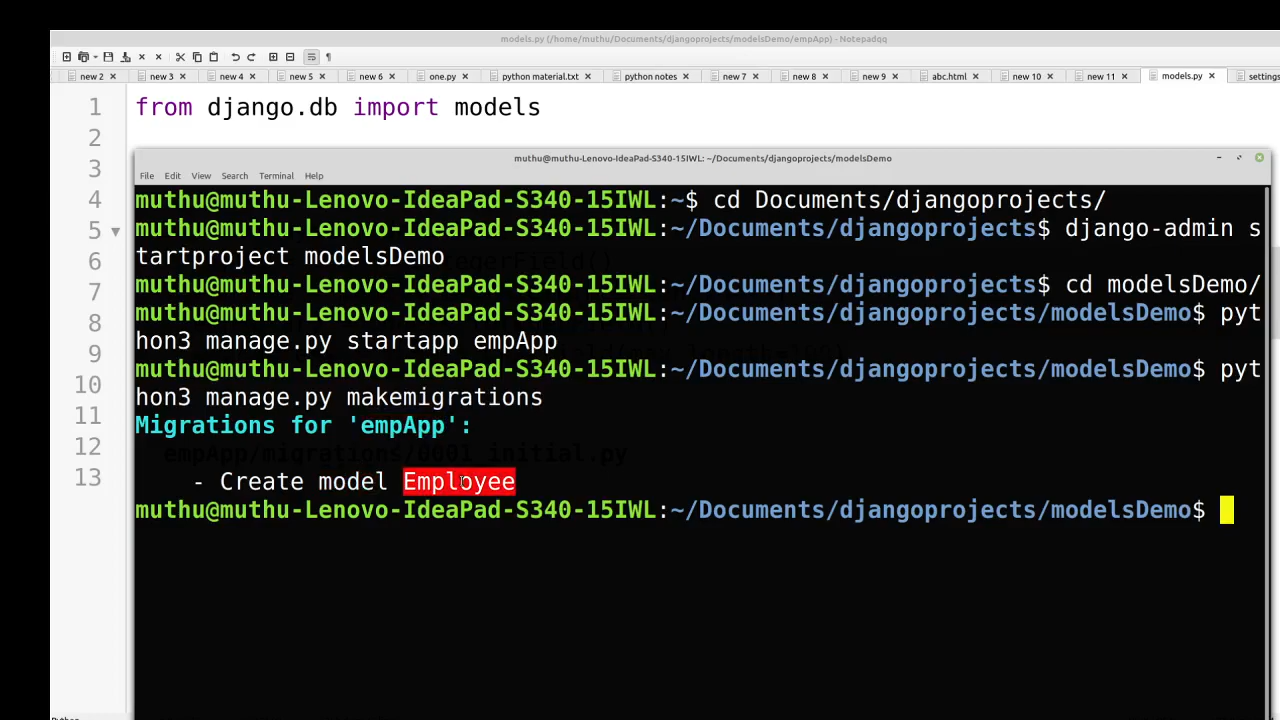 models.py (/home/muthu/Documents/djangoprojects/modelsDemo/empApp) - Notepadqq
new 2 new 3 new 4 new 5 new 6 one.py python material.txt python notes new 7 new 8 new 9 abc.html new 10 new 11 models.py settings
1 from django.db import models
2
3
4
5
6
7
8
9
10
11
12
13
muthu@muthu-Lenovo-IdeaPad-S340-15IWL: ~/Documents/djangoprojects/modelsDemo
File Edit View Search Terminal Help
muthu@muthu-Lenovo-IdeaPad-S340-15IWL:~$ cd Documents/djangoprojects/
muthu@muthu-Lenovo-IdeaPad-S340-15IWL:~/Documents/djangoprojects$ django-admin s
tartproject modelsDemo
muthu@muthu-Lenovo-IdeaPad-S340-15IWL:~/Documents/djangoprojects$ cd modelsDemo/
muthu@muthu-Lenovo-IdeaPad-S340-15IWL:~/Documents/djangoprojects/modelsDemo$ pyt
hon3 manage.py startapp empApp
muthu@muthu-Lenovo-IdeaPad-S340-15IWL:~/Documents/djangoprojects/modelsDemo$ pyt
hon3 manage.py makemigrations
Migrations for 'empApp':
empApp/migrations/0001_initial.py
- Create model Employee
muthu@muthu-Lenovo-IdeaPad-S340-15IWL:~/Documents/djangoprojects/modelsDemo$